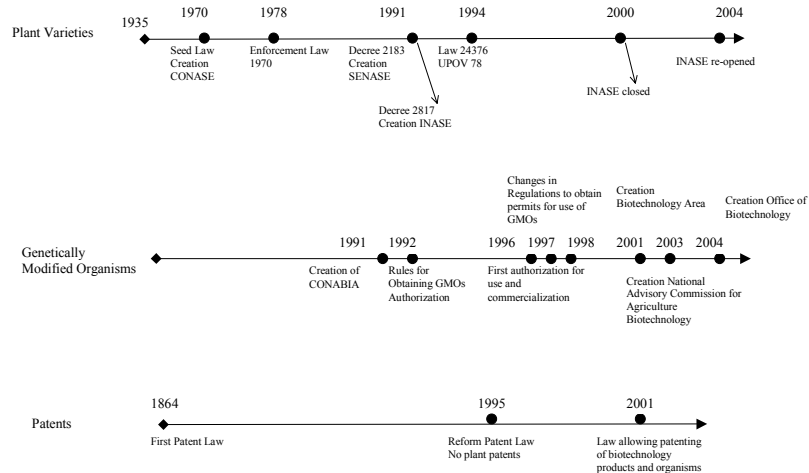 1935
1970
1978
1991
1994
2000
2004
Plant Varieties
Seed Law
Creation
CONASE
Enforcement Law
1970
Decree 2183
Creation
SENASE
Law 24376
UPOV 78
INASE re-opened
INASE closed
Decree 2817
Creation INASE
Changes in
Regulations to obtain
permits for use of
GMOs
Creation
Biotechnology Area
Creation Office of
Biotechnology
Genetically
Modified Organisms
1991
1992
1996
1997
1998
2001
2003
2004
Creation of
CONABIA
Rules for
Obtaining GMOs
Authorization
First authorization for
use and
commercialization
Creation National
Advisory Commission for
Agriculture
Biotechnology
Patents
1864
1995
2001
First Patent Law
Reform Patent Law
No plant patents
Law allowing patenting
of biotechnology
products and organisms